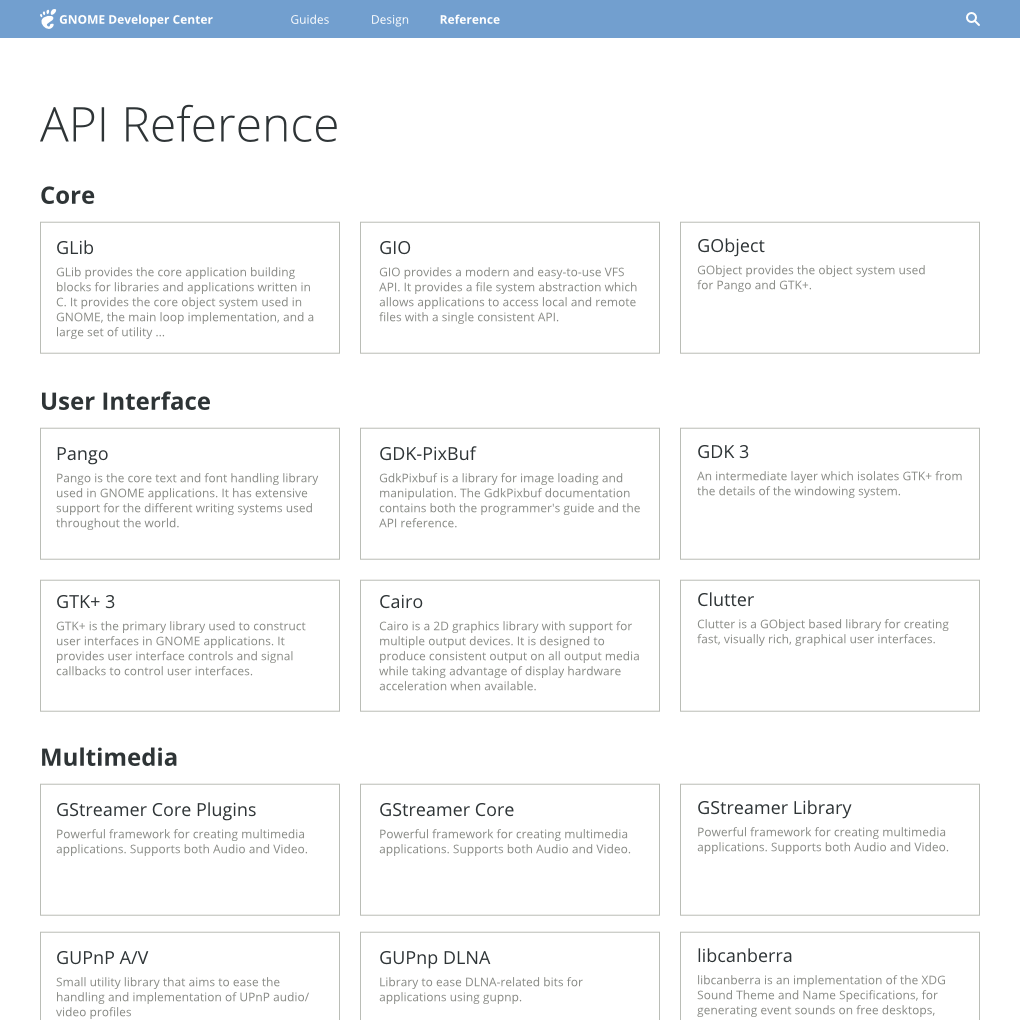 GNOME Developer Center
Guides
Design
Reference
API Reference
Core
GLib
GLib provides the core application building
blocks for libraries and applications written in
C. It provides the core object system used in
GNOME, the main loop implementation, and a
large set of utility ...
GIO
GIO provides a modern and easy-to-use VFS
API. It provides a file system abstraction which
allows applications to access local and remote
files with a single consistent API.
GObject
GObject provides the object system used
for Pango and GTK+.
User Interface
Pango
Pango is the core text and font handling library
used in GNOME applications. It has extensive
support for the different writing systems used
throughout the world.
GDK-PixBuf
GdkPixbuf is a library for image loading and
manipulation. The GdkPixbuf documentation
contains both the programmer's guide and the
API reference.
GDK 3
An intermediate layer which isolates GTK+ from
the details of the windowing system.
GTK+ 3
GTK+ is the primary library used to construct
user interfaces in GNOME applications. It
provides user interface controls and signal
callbacks to control user interfaces.
Cairo
Cairo is a 2D graphics library with support for
multiple output devices. It is designed to
produce consistent output on all output media
while taking advantage of display hardware
acceleration when available.
Clutter
Clutter is a GObject based library for creating
fast, visually rich, graphical user interfaces.
Multimedia
GStreamer Core Plugins
Powerful framework for creating multimedia
applications. Supports both Audio and Video.
GStreamer Core
Powerful framework for creating multimedia
applications. Supports both Audio and Video.
GStreamer Library
Powerful framework for creating multimedia
applications. Supports both Audio and Video.
GUPnP A/V
Small utility library that aims to ease the
handling and implementation of UPnP audio/
video profiles
GUPnp DLNA
Library to ease DLNA-related bits for
applications using gupnp.
libcanberra
libcanberra is an implementation of the XDG
Sound Theme and Name Specifications, for
generating event sounds on free desktops,